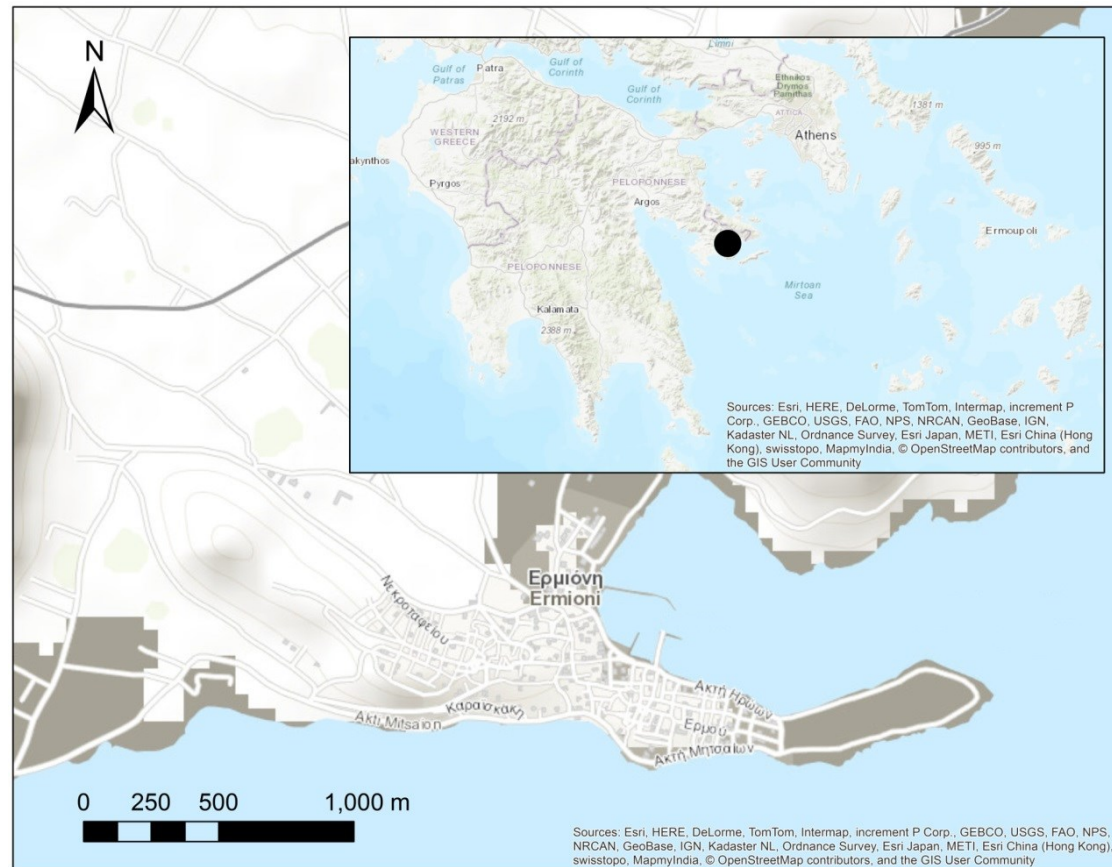 N
Gulf of
Patras
Patra
Gulf of
Corinth
Gulf of
Corinth
Limni
Ethnikos
Drymos
Parnithas
1381 m
ATTICA
Athens
WESTERN
GREECE
2192 m
995 m
akynthos
Pyrgos
PELOPONNESE
Argos
Ermoupoli
PELOPONNESE
Mirtoan
Sea
Kalamata
2388 m
Sources: Esri, HERE, DeLorme, TomTom, Intermap, increment P
Corp., GEBCO, USGS, FAO, NPS, NRCAN, GeoBase, IGN,
Kadaster NL, Ordnance Survey, Esri Japan, METI, Esri China (Hong
Kong), swisstopo, MapmyIndia, © OpenStreetMap contributors, and
the GIS User Community
Ερμιόνη
Ermioni
Νεκροταφείου
Ακτή Ηρώων
Καραϊσκάκη
Akti Mitsaion
Ερμού
Ακτή Μητσαίων
0 250 500 1,000 m
Sources: Esri, HERE, DeLorme, TomTom, Intermap, increment P Corp., GEBCO, USGS, FAO, NPS,
NRCAN, GeoBase, IGN, Kadaster NL, Ordnance Survey, Esri Japan, METI, Esri China (Hong Kong),
swisstopo, MapmyIndia, © OpenStreetMap contributors, and the GIS User Community